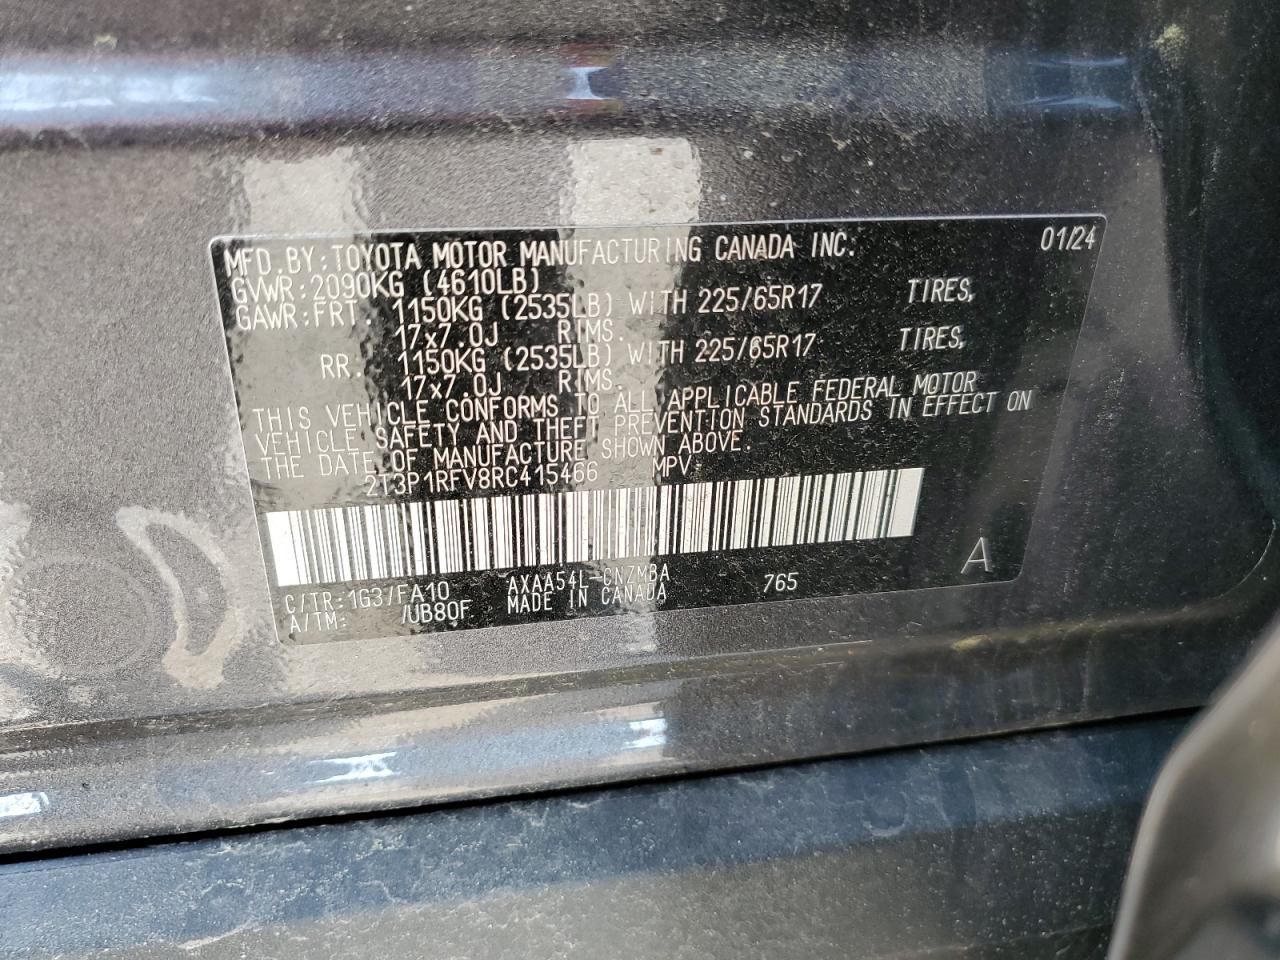 MFD.BY:TOYOTA MOTOR MANUFACTURING CANADA INC. 01/24
GVWR:2090KG (4610LB)
GAWR:FRT. 1150KG (2535LB) WITH 225/65R17 TIRES,
17x7.0J RIMS.
RR. 1150KG (2535LB) WITH 225/65R17 TIRES,
17x7.0J RIMS.
THIS VEHICLE CONFORMS TO ALL APPLICABLE FEDERAL MOTOR
VEHICLE SAFETY AND THEFT PREVENTION STANDARDS IN EFFECT ON
THE DATE OF MANUFACTURE SHOWN ABOVE.
2T3P1RFV8RC415466 MPV
C/TR:1G3/FA10 AXAA54L-CNZMBA 765 A
A/TM: /UB80F MADE IN CANADA